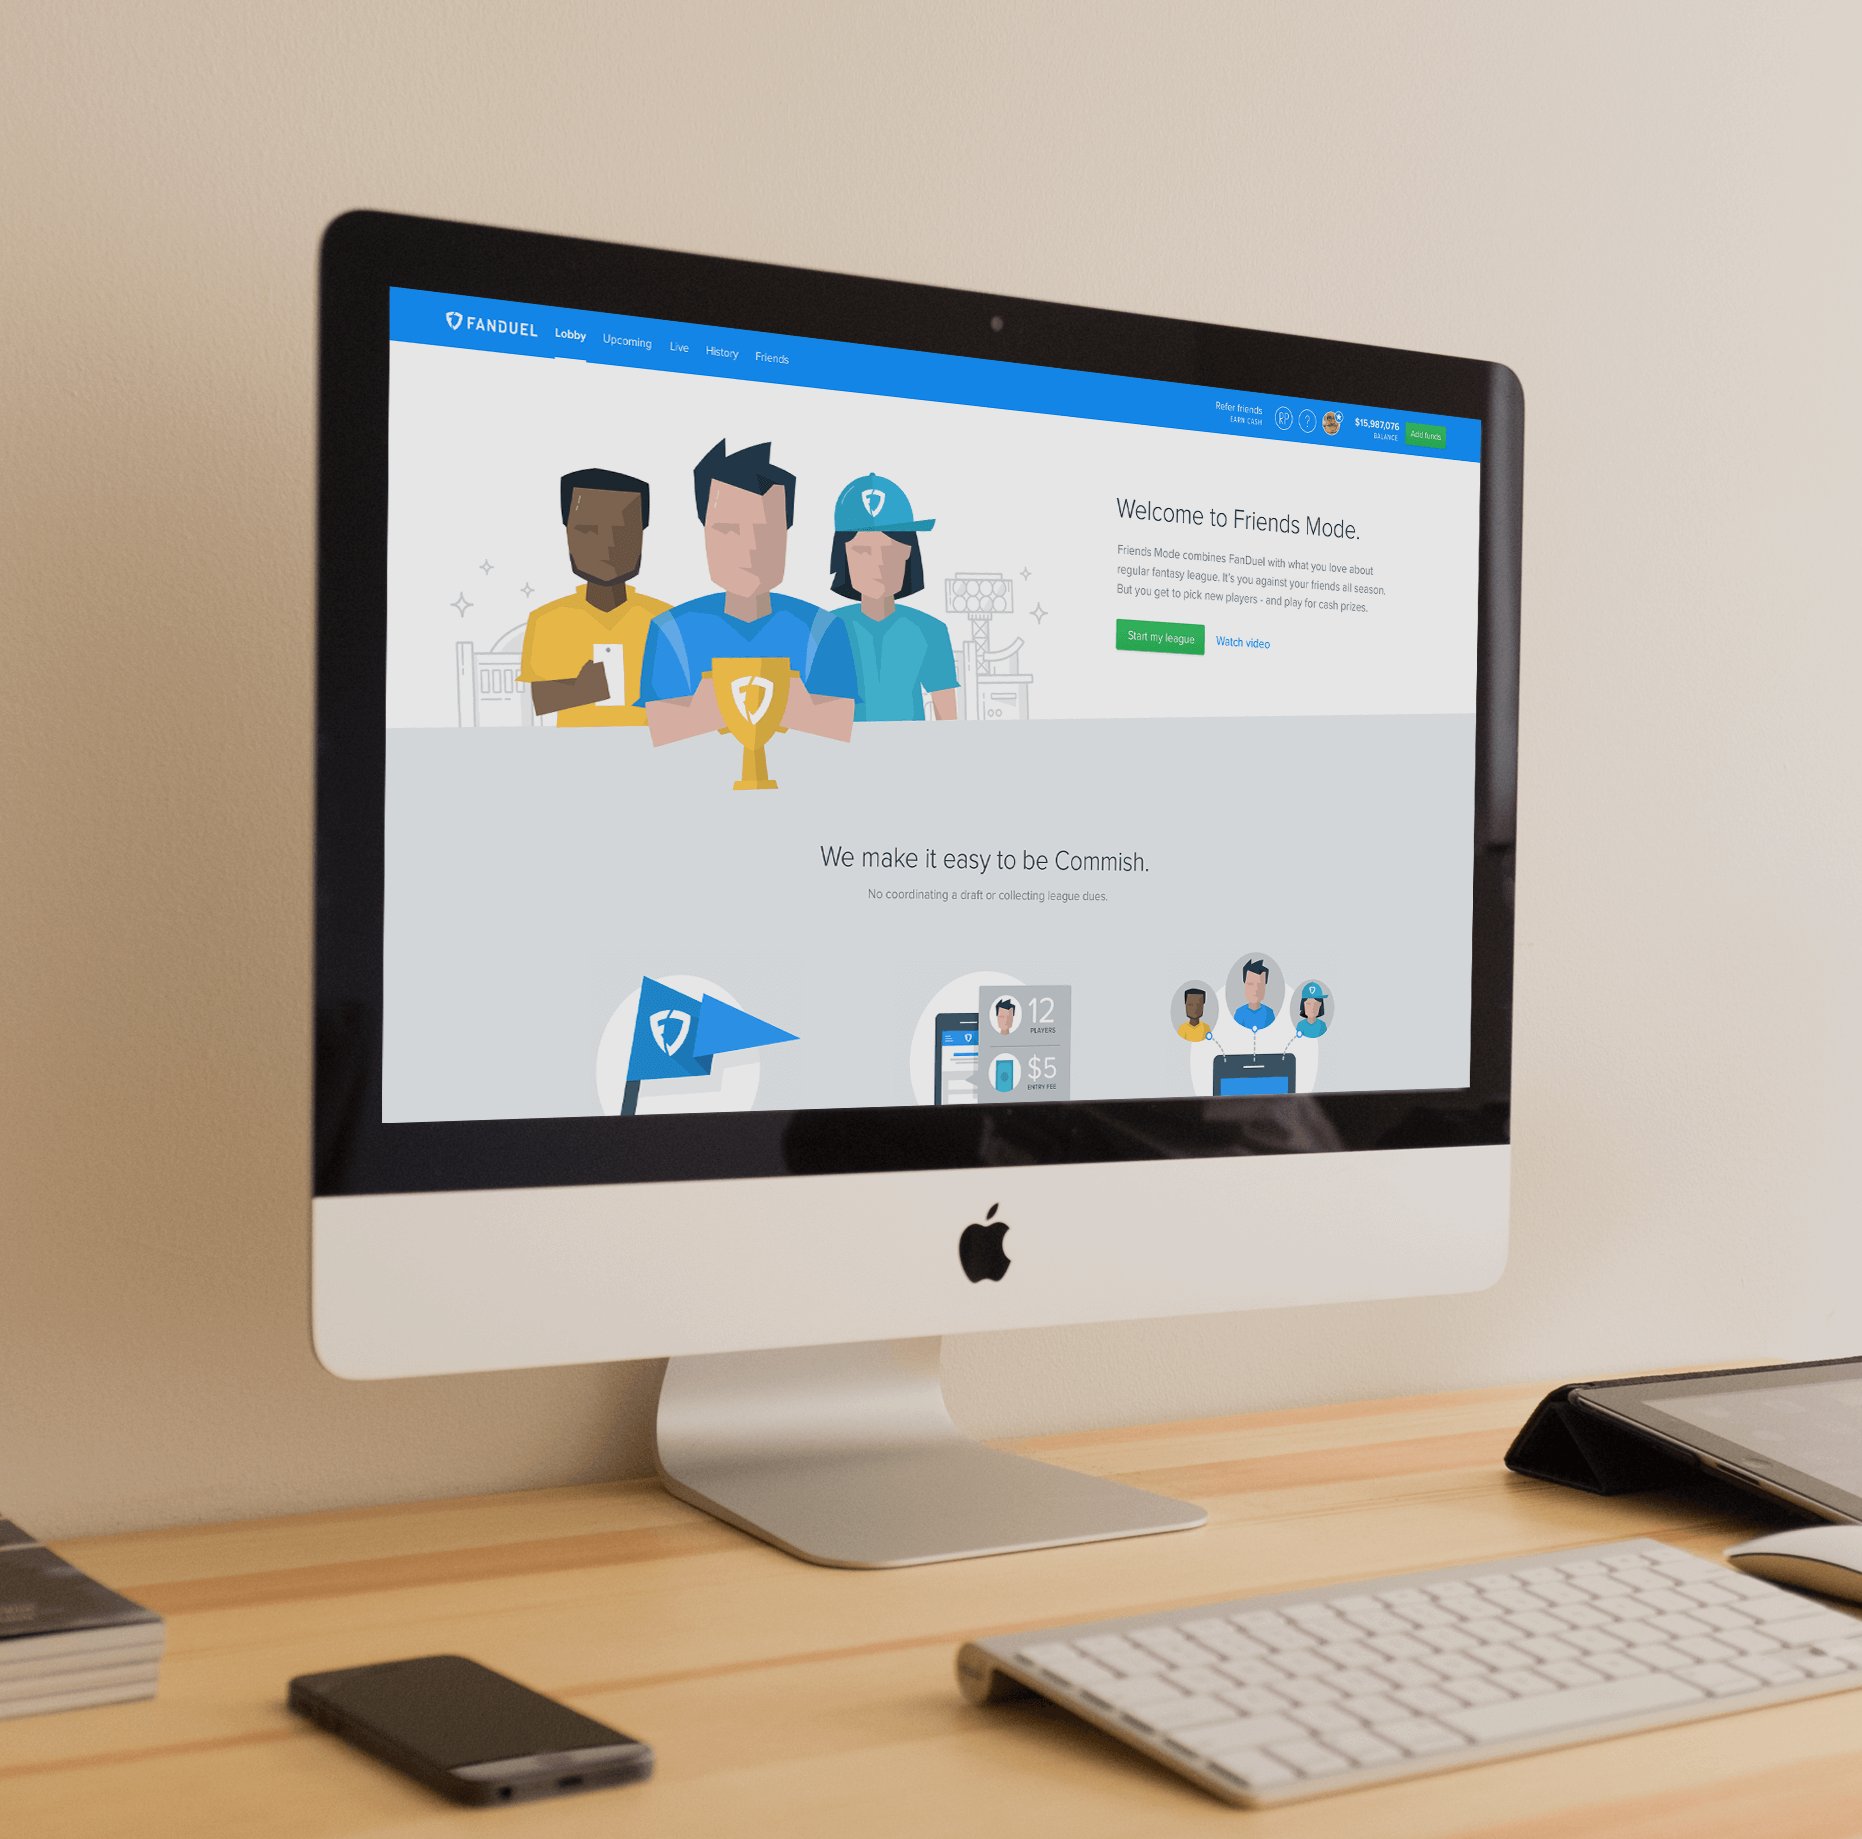 FANDUEL
Lobby
Upcoming
Live
History
Friends
Refer friends
EARN CASH
RP
?
$15,987,076
BALANCE
Add funds
Welcome to Friends Mode.
Friends Mode combines FanDuel with what you love about
regular fantasy league. It's you against your friends all season.
But you get to pick new players - and play for cash prizes.
Start my league
Watch video
We make it easy to be Commish.
No coordinating a draft or collecting league dues.
12
PLAYERS
$5
ENTRY FEE